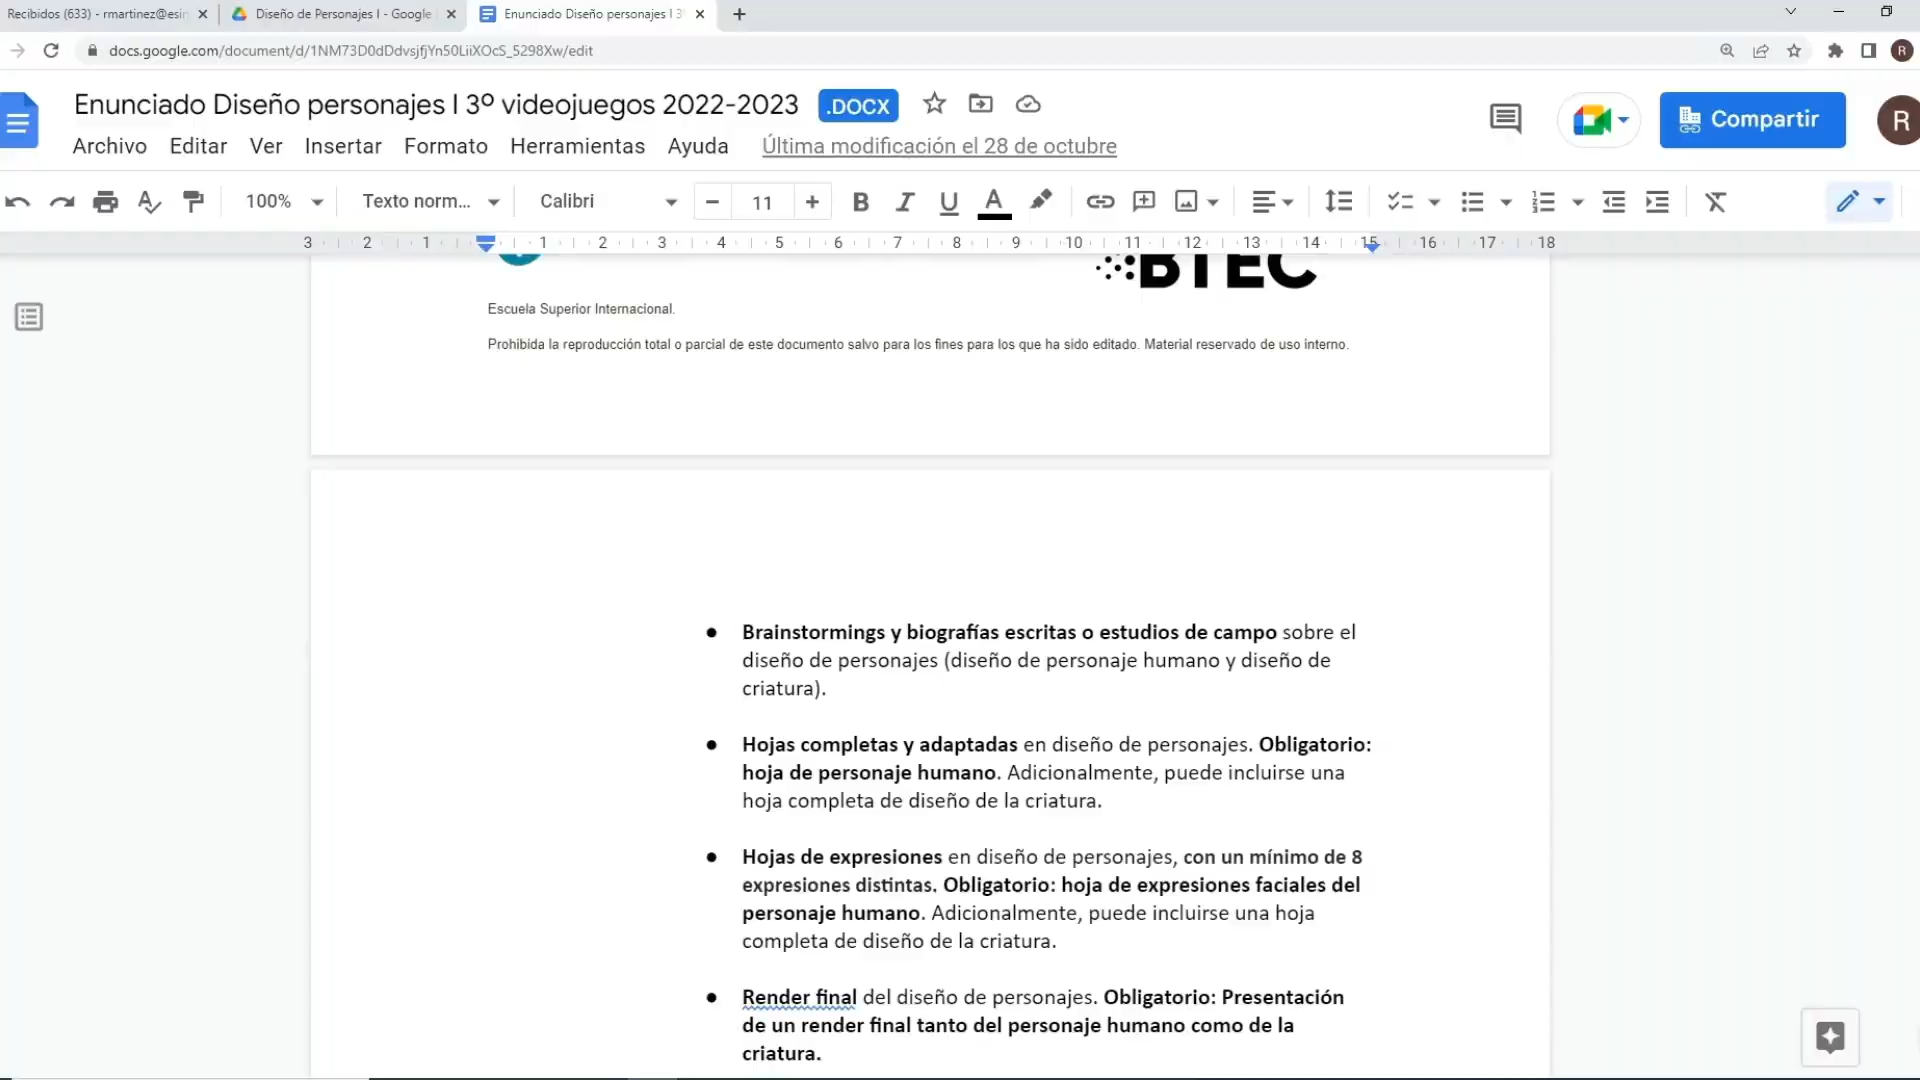 Recibidos (633) - rmartinez@esin
Diseño de Personajes I - Google
Enunciado Diseño personajes I 3º
docs.google.com/document/d/1NM73D0dDdvsjfjYn50LiiXOcS_5298Xw/edit
R
Enunciado Diseño personajes I 3º videojuegos 2022-2023
.DOCX
Compartir
R
Archivo Editar Ver Insertar Formato Herramientas Ayuda Última modificación el 28 de octubre
100% Texto norm... Calibri − 11 + B I U A
3 2 1 1 2 3 4 5 6 7 8 9 10 11 12 13 14 15 16 17 18
BTEC
Escuela Superior Internacional.
Prohibida la reproducción total o parcial de este documento salvo para los fines para los que ha sido editado. Material reservado de uso interno.
● Brainstormings y biografías escritas o estudios de campo sobre el
diseño de personajes (diseño de personaje humano y diseño de
criatura).
● Hojas completas y adaptadas en diseño de personajes. Obligatorio:
hoja de personaje humano. Adicionalmente, puede incluirse una
hoja completa de diseño de la criatura.
● Hojas de expresiones en diseño de personajes, con un mínimo de 8
expresiones distintas. Obligatorio: hoja de expresiones faciales del
personaje humano. Adicionalmente, puede incluirse una hoja
completa de diseño de la criatura.
● Render final del diseño de personajes. Obligatorio: Presentación
de un render final tanto del personaje humano como de la
criatura.